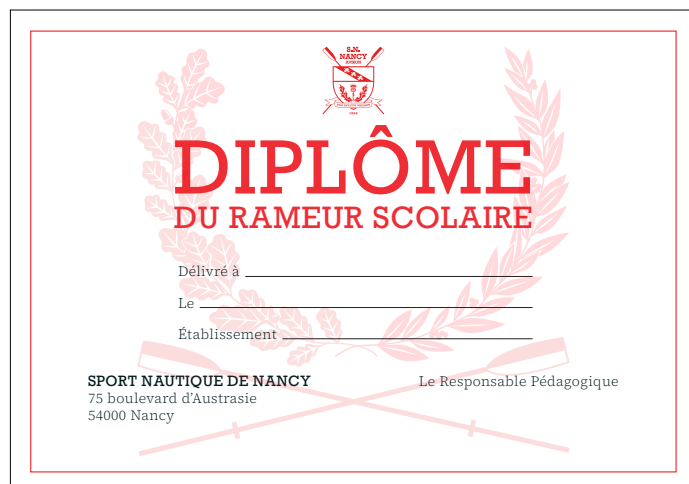 S.N.
NANCY
AVIRON
DIPLÔME
DU RAMEUR SCOLAIRE
Délivré à
Le
Établissement
SPORT NAUTIQUE DE NANCY
75 boulevard d'Austrasie
54000 Nancy
Le Responsable Pédagogique